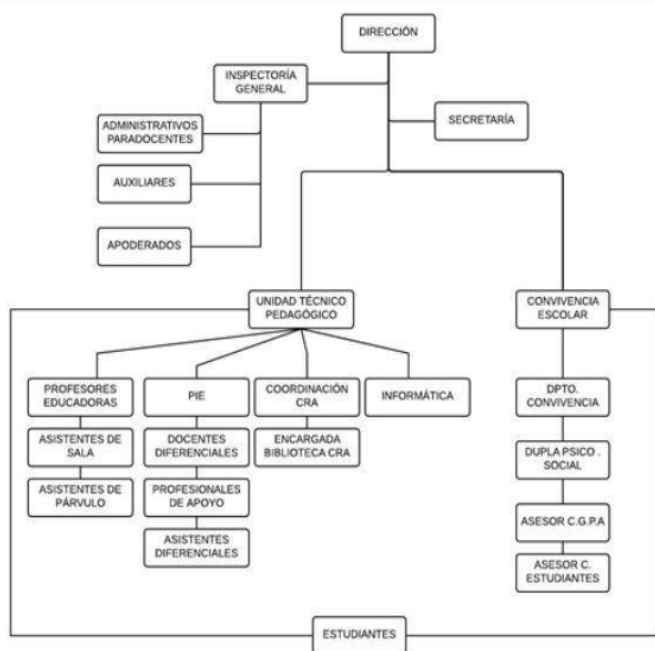 DIRECCIÓN
INSPECTORÍA
GENERAL
SECRETARÍA
ADMINISTRATIVOS
PARADOCENTES
AUXILIARES
APODERADOS
UNIDAD TÉCNICO
PEDAGÓGICO
CONVIVENCIA
ESCOLAR
PROFESORES
EDUCADORAS
PIE
COORDINACIÓN
CRA
INFORMÁTICA
DPTO.
CONVIVENCIA
ASISTENTES DE
SALA
DOCENTES
DIFERENCIALES
ENCARGADA
BIBLIOTECA CRA
DUPLA PSICO .
SOCIAL
ASISTENTES DE
PÁRVULO
PROFESIONALES
DE APOYO
ASESOR C.G.P.A
ASISTENTES
DIFERENCIALES
ASESOR C.
ESTUDIANTES
ESTUDIANTES